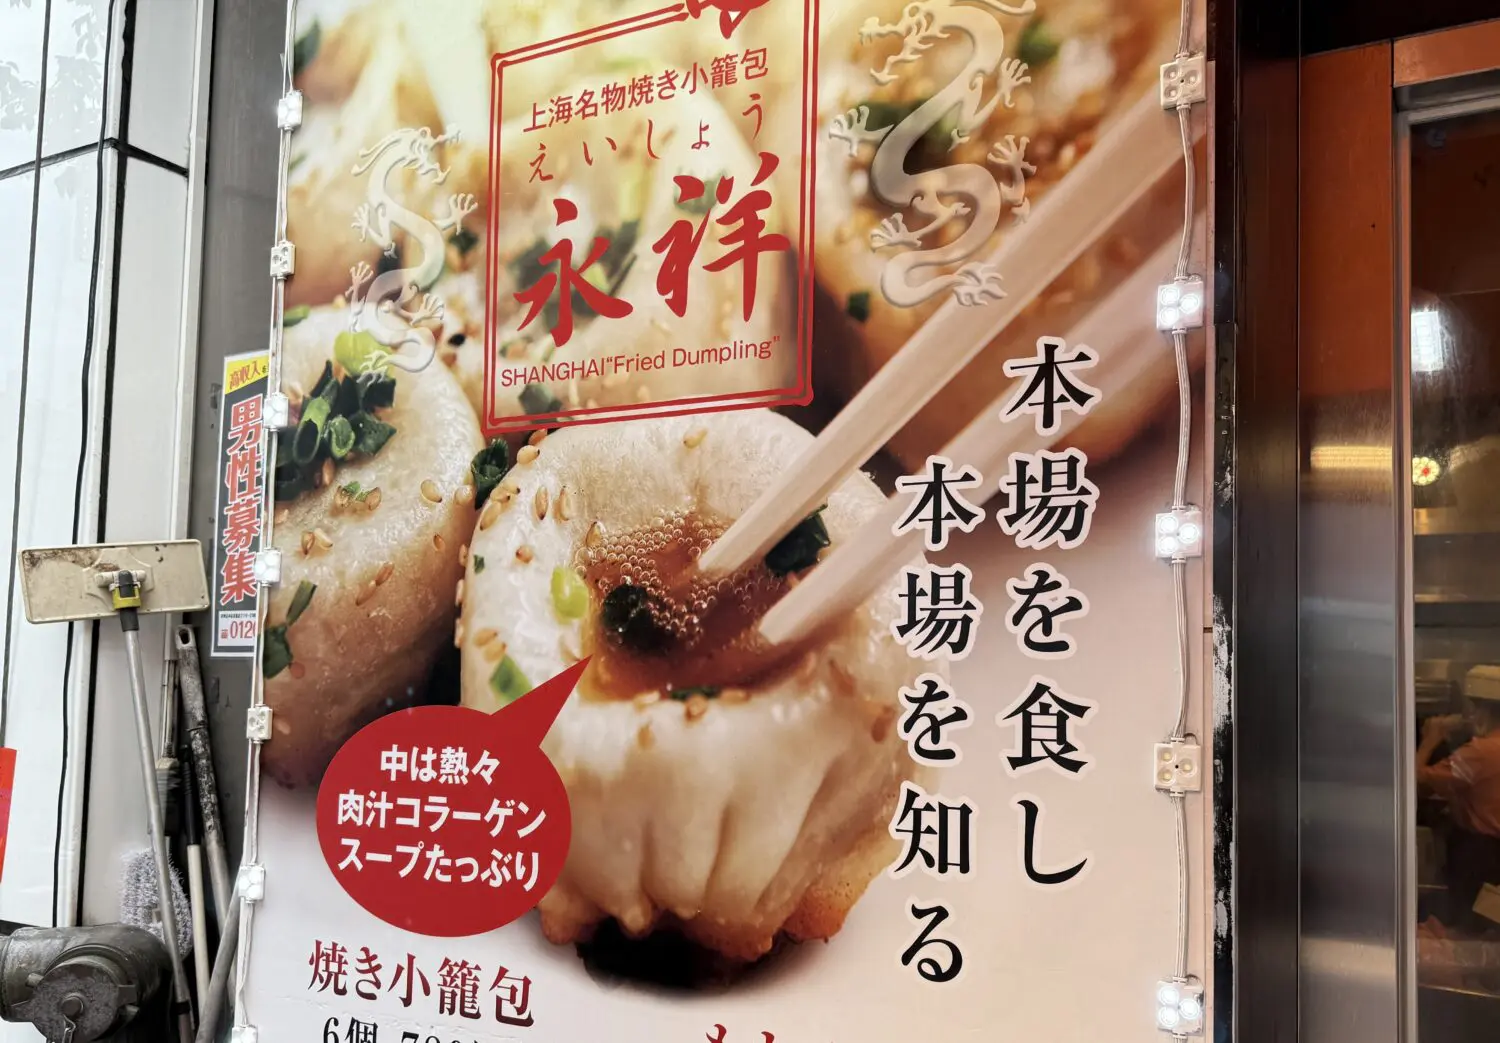 上海名物焼き小籠包
えいしょう
永祥
SHANGHAI"Fried Dumpling"
本場を食し
本場を知る
中は熱々
肉汁コラーゲン
スープたっぷり
焼き小籠包
6個
高収入
男性募集
0120